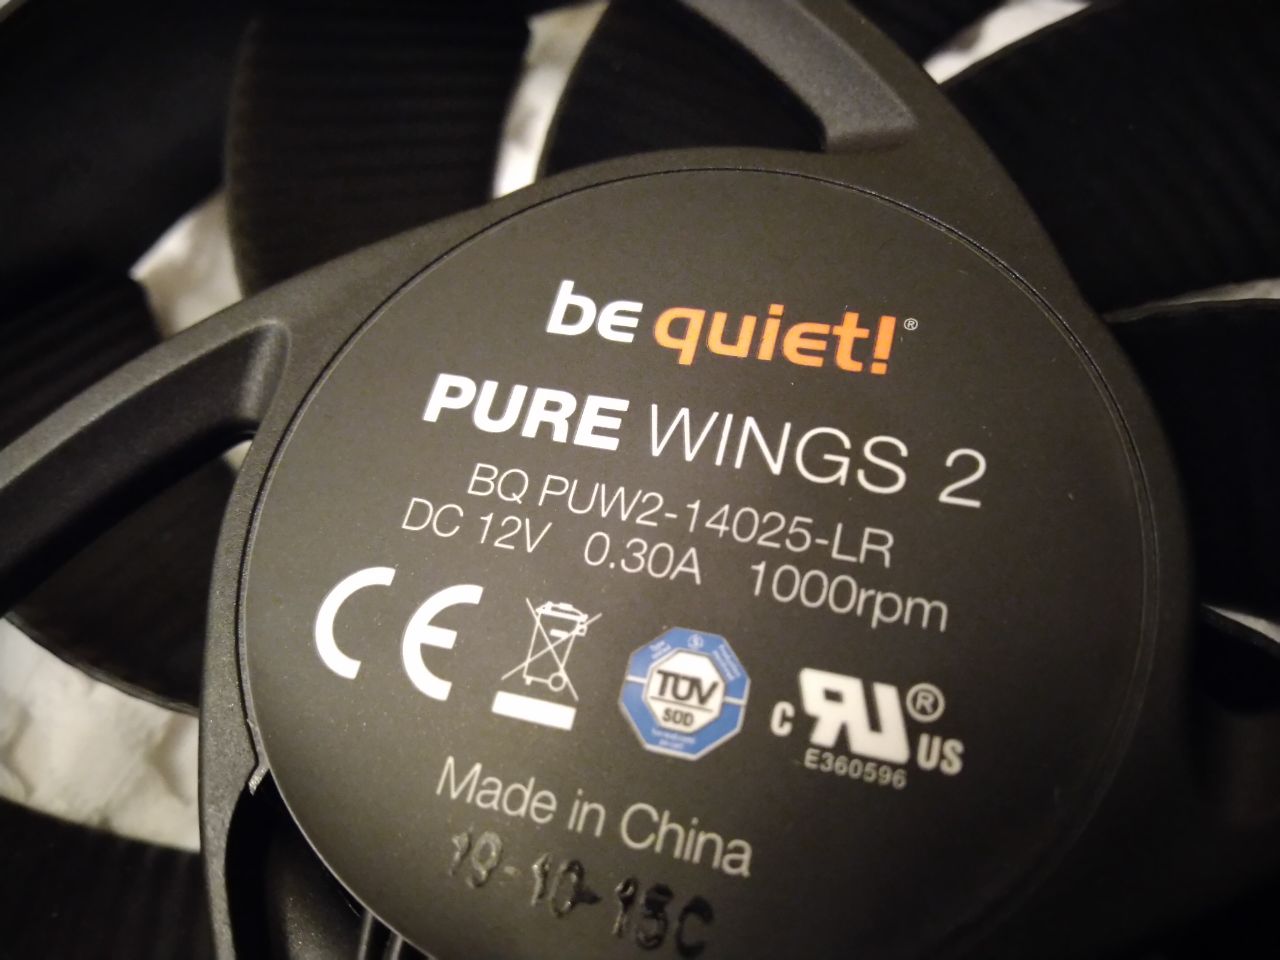 be quiet!®
PURE WINGS 2
BQ PUW2-14025-LR
DC 12V 0.30A 1000rpm
CE
TÜV
SÜD
c RU® US
E360596
Made in China
19-10-15C